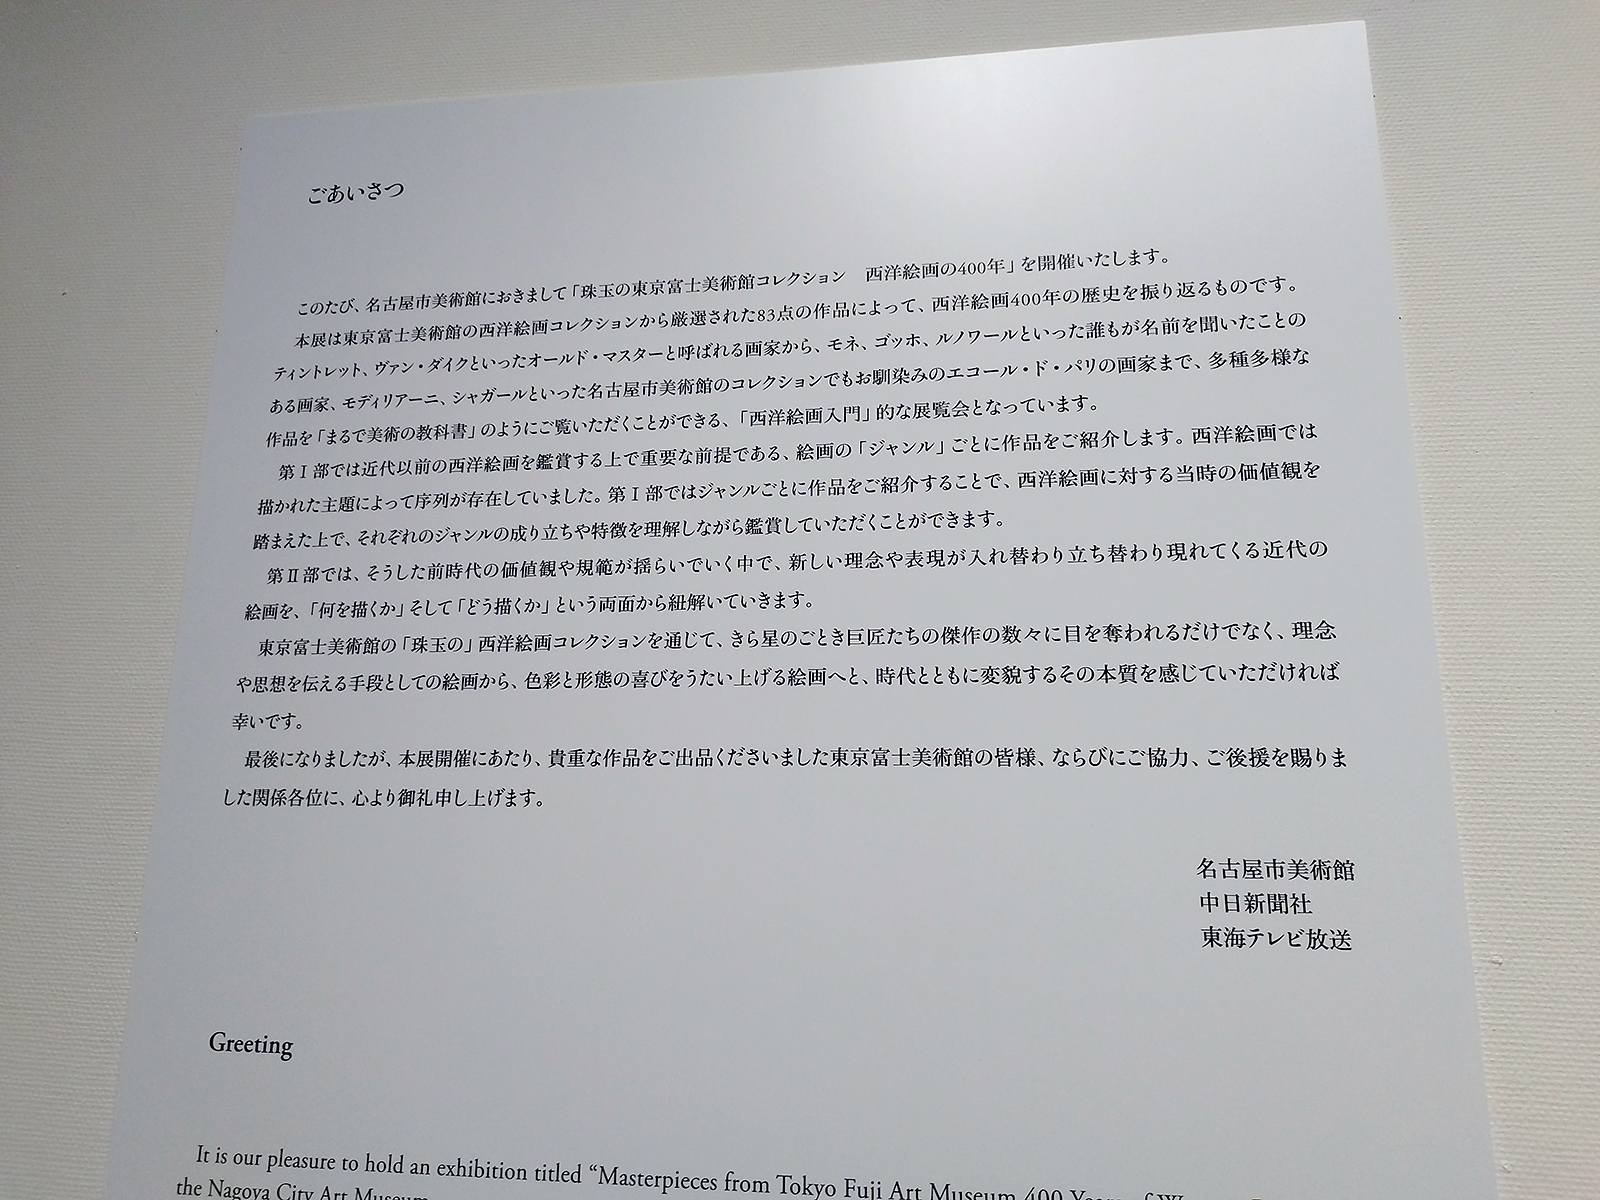 ごあいさつ
このたび、名古屋市美術館におきまして「珠玉の東京富士美術館コレクション　西洋絵画の400年」を開催いたします。
本展は東京富士美術館の西洋絵画コレクションから厳選された83点の作品によって、西洋絵画400年の歴史を振り返るものです。
ティントレット、ヴァン・ダイクといったオールド・マスターと呼ばれる画家から、モネ、ゴッホ、ルノワールといった誰もが名前を聞いたことの
ある画家、モディリアーニ、シャガールといった名古屋市美術館のコレクションでもお馴染みのエコール・ド・パリの画家まで、多種多様な
作品を「まるで美術の教科書」のようにご覧いただくことができる、「西洋絵画入門」的な展覧会となっています。
第Ⅰ部では近代以前の西洋絵画を鑑賞する上で重要な前提である、絵画の「ジャンル」ごとに作品をご紹介します。西洋絵画では
描かれた主題によって序列が存在していました。第Ⅰ部ではジャンルごとに作品をご紹介することで、西洋絵画に対する当時の価値観を
踏まえた上で、それぞれのジャンルの成り立ちや特徴を理解しながら鑑賞していただくことができます。
第Ⅱ部では、そうした前時代の価値観や規範が揺らいでいく中で、新しい理念や表現が入れ替わり立ち替わり現れてくる近代の
絵画を、「何を描くか」そして「どう描くか」という両面から紐解いていきます。
東京富士美術館の「珠玉の」西洋絵画コレクションを通じて、きら星のごとき巨匠たちの傑作の数々に目を奪われるだけでなく、理念
や思想を伝える手段としての絵画から、色彩と形態の喜びをうたい上げる絵画へと、時代とともに変貌するその本質を感じていただければ
幸いです。
最後になりましたが、本展開催にあたり、貴重な作品をご出品くださいました東京富士美術館の皆様、ならびにご協力、ご後援を賜りま
した関係各位に、心より御礼申し上げます。
名古屋市美術館
中日新聞社
東海テレビ放送
Greeting
It is our pleasure to hold an exhibition titled “Masterpieces from Tokyo Fuji Art Museum 400 Years of
the Nagoya City Art Museum